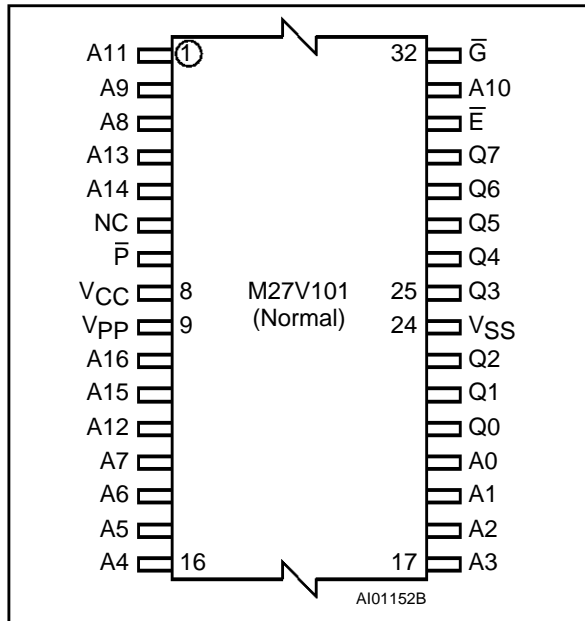 A11 1 32 G̅
A9 A10
A8 E̅
A13 Q7
A14 Q6
NC Q5
P̅ Q4
VCC 8 M27V101 25 Q3
VPP 9 (Normal) 24 VSS
A16 Q2
A15 Q1
A12 Q0
A7 A0
A6 A1
A5 A2
A4 16 17 A3
AI01152B